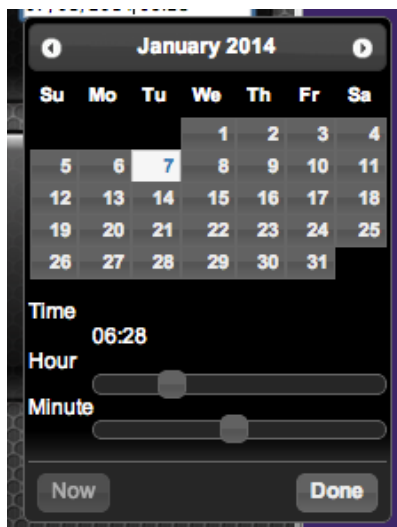 January 2014
Su Mo Tu We Th Fr Sa
1 2 3 4
5 6 7 8 9 10 11
12 13 14 15 16 17 18
19 20 21 22 23 24 25
26 27 28 29 30 31
Time
06:28
Hour
Minute
Now Done